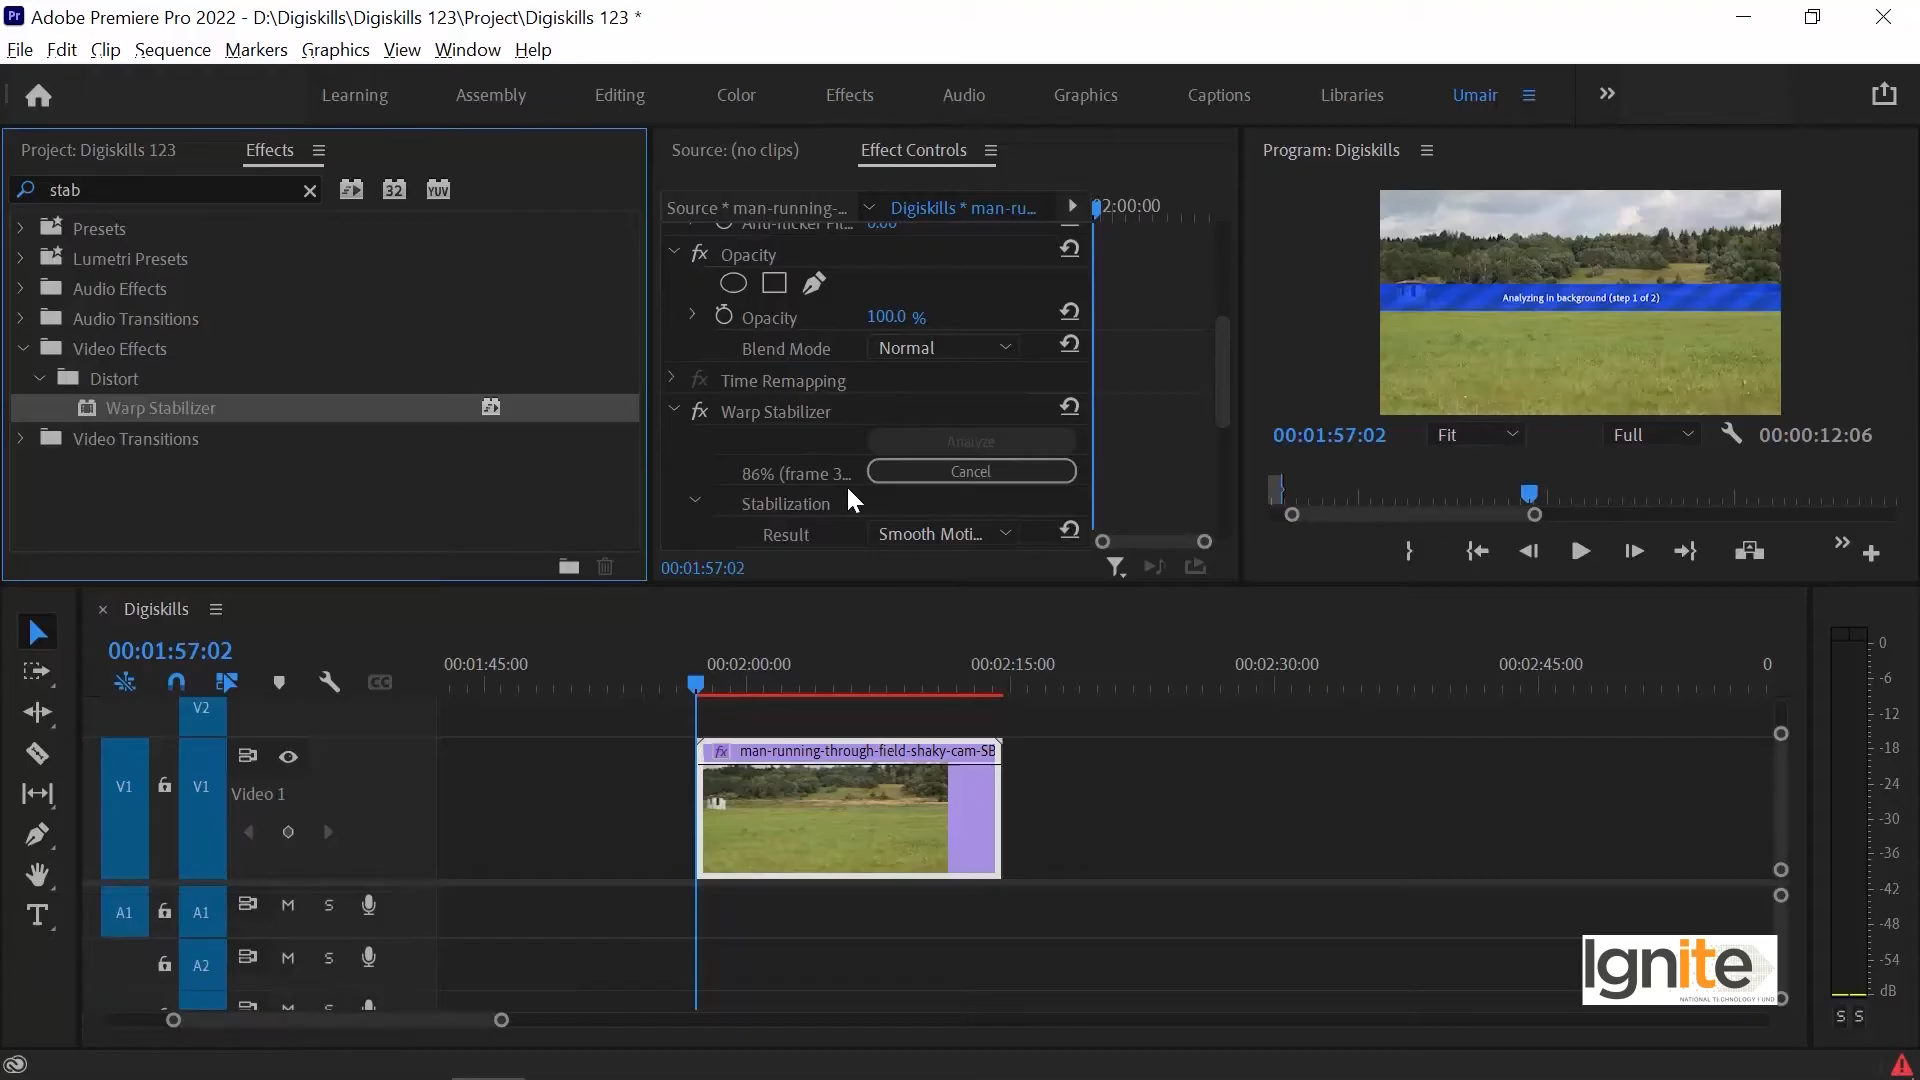 Adobe Premiere Pro 2022 - D:\Digiskills\Digiskills 123\Project\Digiskills 123 *
File Edit Clip Sequence Markers Graphics View Window Help
Learning Assembly Editing Color Effects Audio Graphics Captions Libraries Umair
Project: Digiskills 123 Effects
stab
32 YUV
Presets
Lumetri Presets
Audio Effects
Audio Transitions
Video Effects
Distort
Warp Stabilizer
Video Transitions
Source: (no clips) Effect Controls
Source * man-running-... Digiskills * man-ru...
02:00:00
Anti-flicker Fil... 0.00
fx Opacity
Opacity 100.0 %
Blend Mode Normal
fx Time Remapping
fx Warp Stabilizer
Analyze
86% (frame 3... Cancel
Stabilization
Result Smooth Moti...
00:01:57:02
Program: Digiskills
Analyzing in background (step 1 of 2)
00:01:57:02 Fit Full 00:00:12:06
Digiskills
00:01:57:02
00:01:45:00 00:02:00:00 00:02:15:00 00:02:30:00 00:02:45:00 0
CC
V2
fx man-running-through-field-shaky-cam-SB
V1 V1 Video 1
A1 A1 M S
A2 M S
M S
0
-6
-12
-18
-24
-30
-36
-42
-48
-54
dB
S S
Ignite
NATIONAL TECHNOLOGY FUND